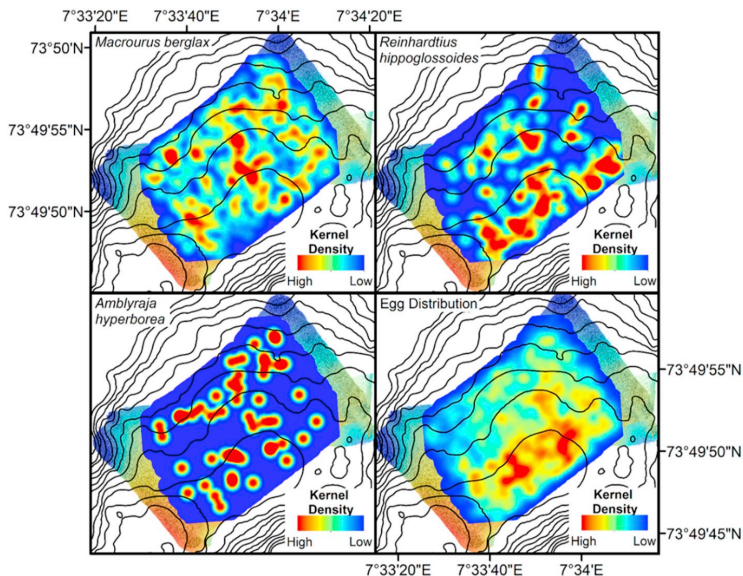 7°33'20"E 7°33'40"E 7°34'E 7°34'20"E
73°50'N
73°49'55"N
73°49'50"N
Macrourus berglax
Kernel
Density
High Low
Reinhardtius
hippoglossoides
Kernel
Density
High Low
Amblyraja
hyperborea
Kernel
Density
High Low
Egg Distribution
Kernel
Density
High Low
73°49'55"N
73°49'50"N
73°49'45"N
7°33'20"E 7°33'40"E 7°34'E